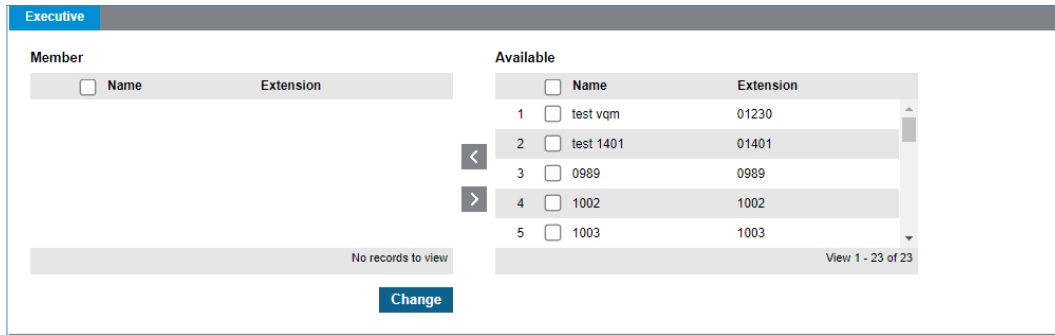 Executive
Member
Name Extension
No records to view
Available
Name Extension
1 test vqm 01230
2 test 1401 01401
3 0989 0989
4 1002 1002
5 1003 1003
View 1 - 23 of 23
Change